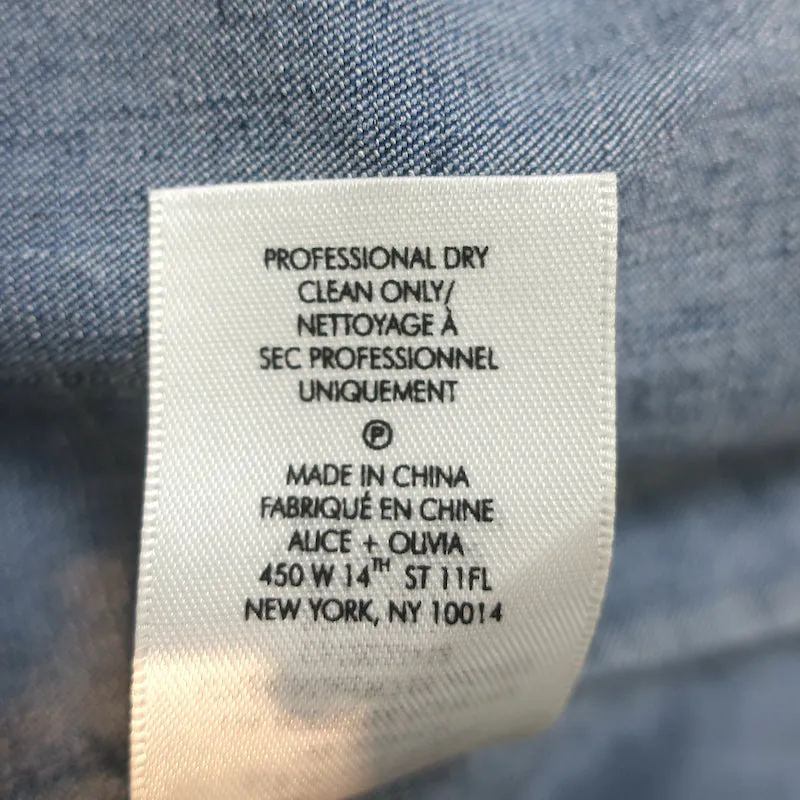 PROFESSIONAL DRY
CLEAN ONLY/
NETTOYAGE À
SEC PROFESSIONNEL
UNIQUEMENT
Ⓟ
MADE IN CHINA
FABRIQUÉ EN CHINE
ALICE + OLIVIA
450 W 14TH ST 11FL
NEW YORK, NY 10014